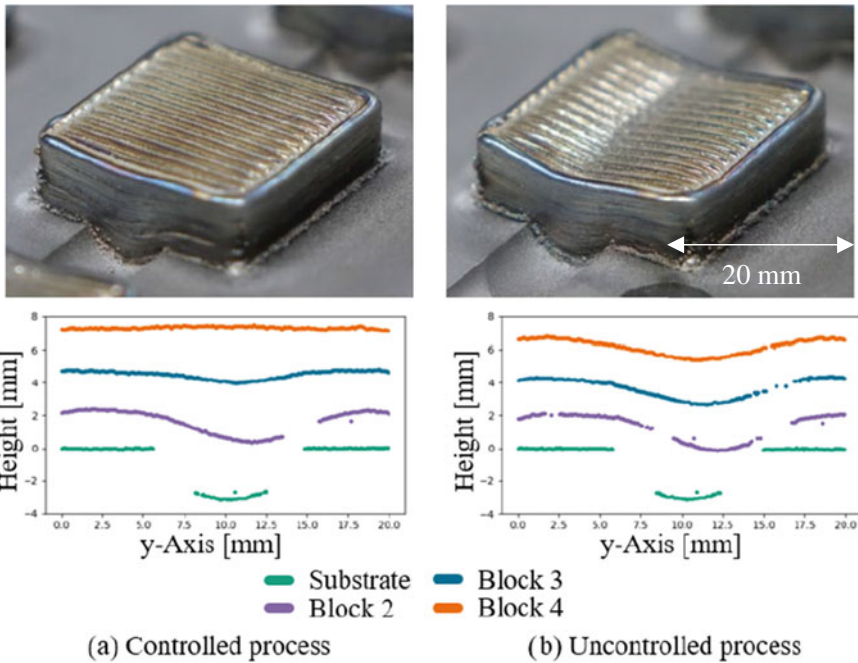 20 mm
8
6
4
2
0
−2
−4
Height [mm]
0.0 2.5 5.0 7.5 10.0 12.5 15.0 17.5 20.0
y-Axis [mm]
8
6
4
2
0
−2
−4
Height [mm]
0.0 2.5 5.0 7.5 10.0 12.5 15.0 17.5 20.0
y-Axis [mm]
Substrate Block 3
Block 2 Block 4
(a) Controlled process (b) Uncontrolled process